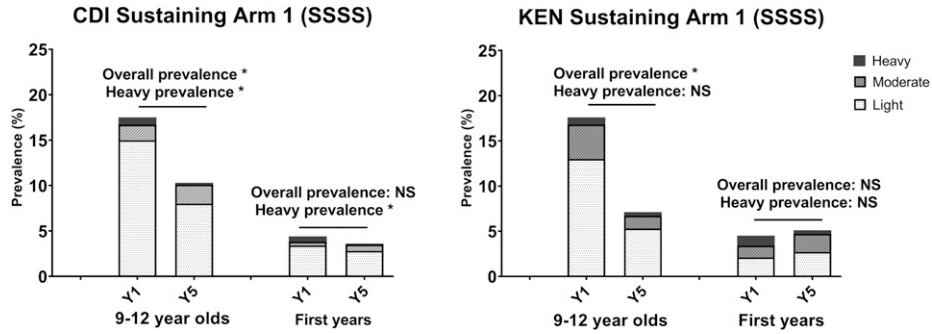 CDI Sustaining Arm 1 (SSSS)
Prevalence (%)
25
20
15
10
5
0
Overall prevalence *
Heavy prevalence *
Overall prevalence: NS
Heavy prevalence *
Y1
Y5
Y1
Y5
9-12 year olds
First years
KEN Sustaining Arm 1 (SSSS)
Prevalence (%)
25
20
15
10
5
0
Overall prevalence *
Heavy prevalence: NS
Overall prevalence: NS
Heavy prevalence: NS
Y1
Y5
Y1
Y5
9-12 year olds
First years
Heavy
Moderate
Light